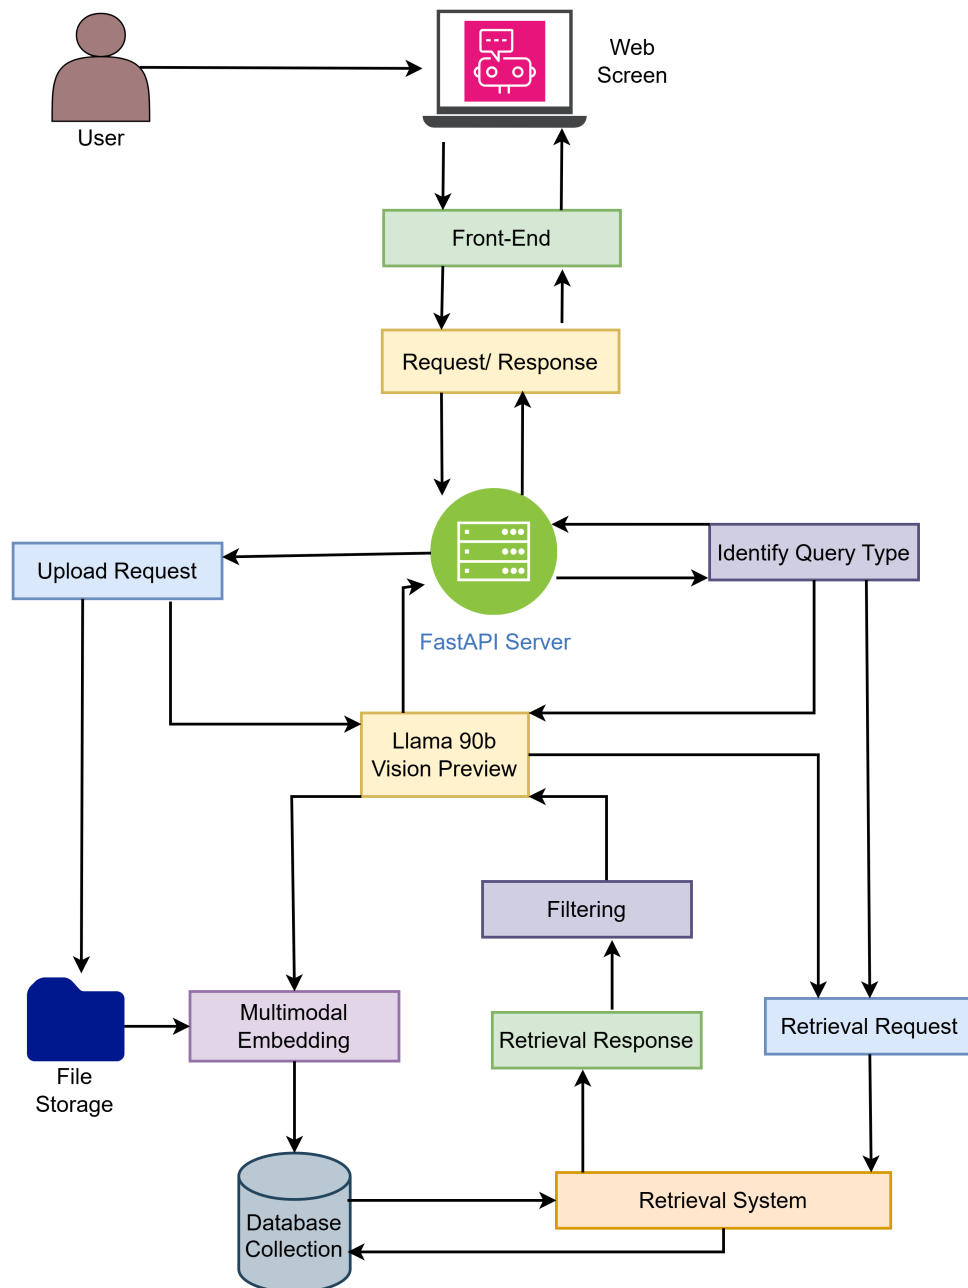 Web
Screen
User
Front-End
Request/ Response
Upload Request
Identify Query Type
FastAPI Server
Llama 90b
Vision Preview
Filtering
Multimodal
Embedding
Retrieval Response
Retrieval Request
File
Storage
Retrieval System
Database
Collection